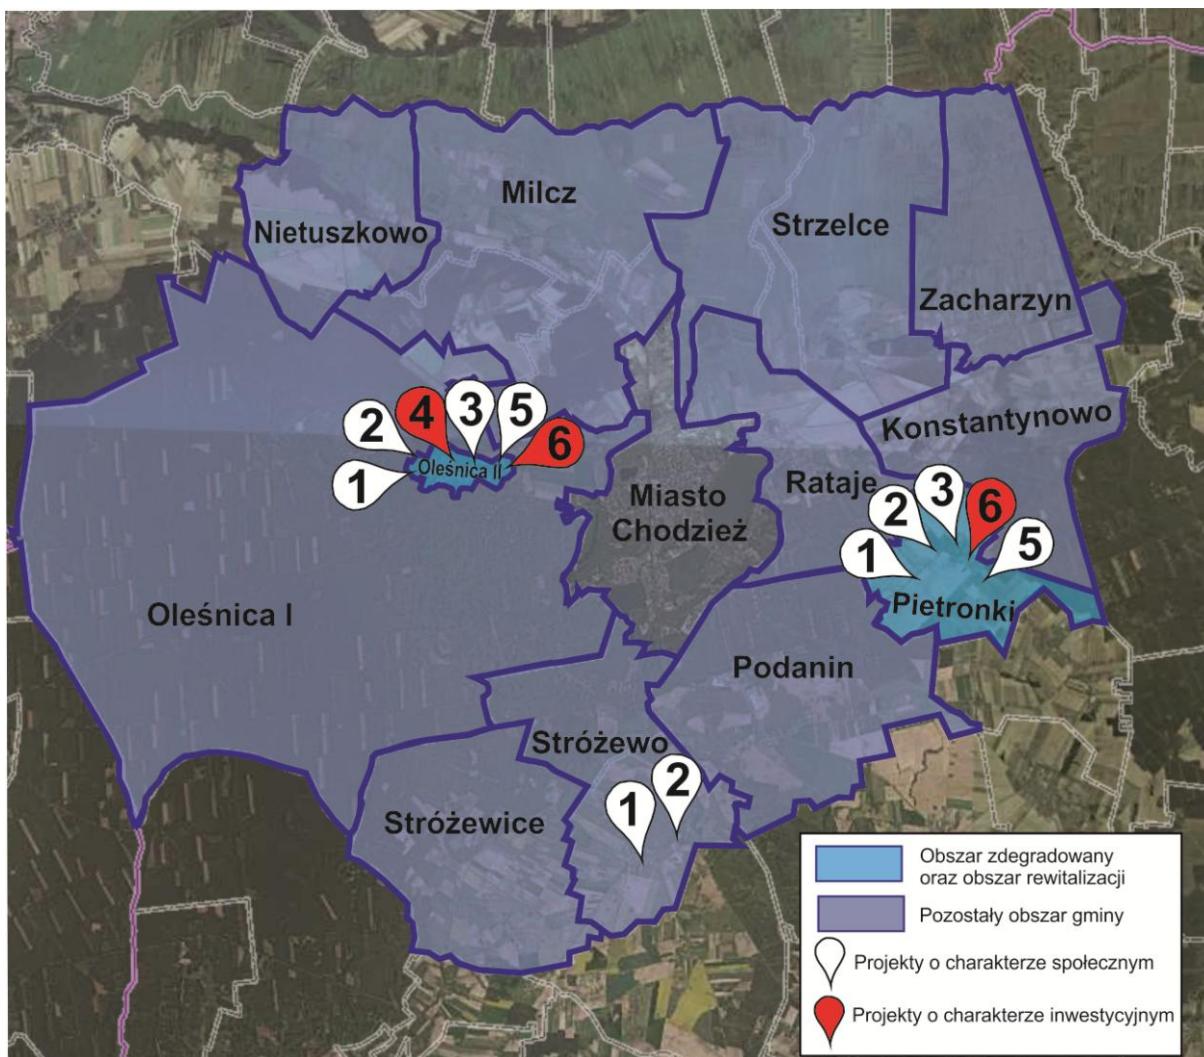 Milcz
Nietuszkowo
Strzelce
Zacharzyn
Konstantynowo
2
4
3
5
6
1
Oleśnica II
Miasto
Chodzież
Rataje
1
2
3
6
5
Pietronki
Oleśnica I
Podanin
Stróżewo
1
2
Stróżewice
Obszar zdegradowany
oraz obszar rewitalizacji
Pozostały obszar gminy
Projekty o charakterze społecznym
Projekty o charakterze inwestycyjnym